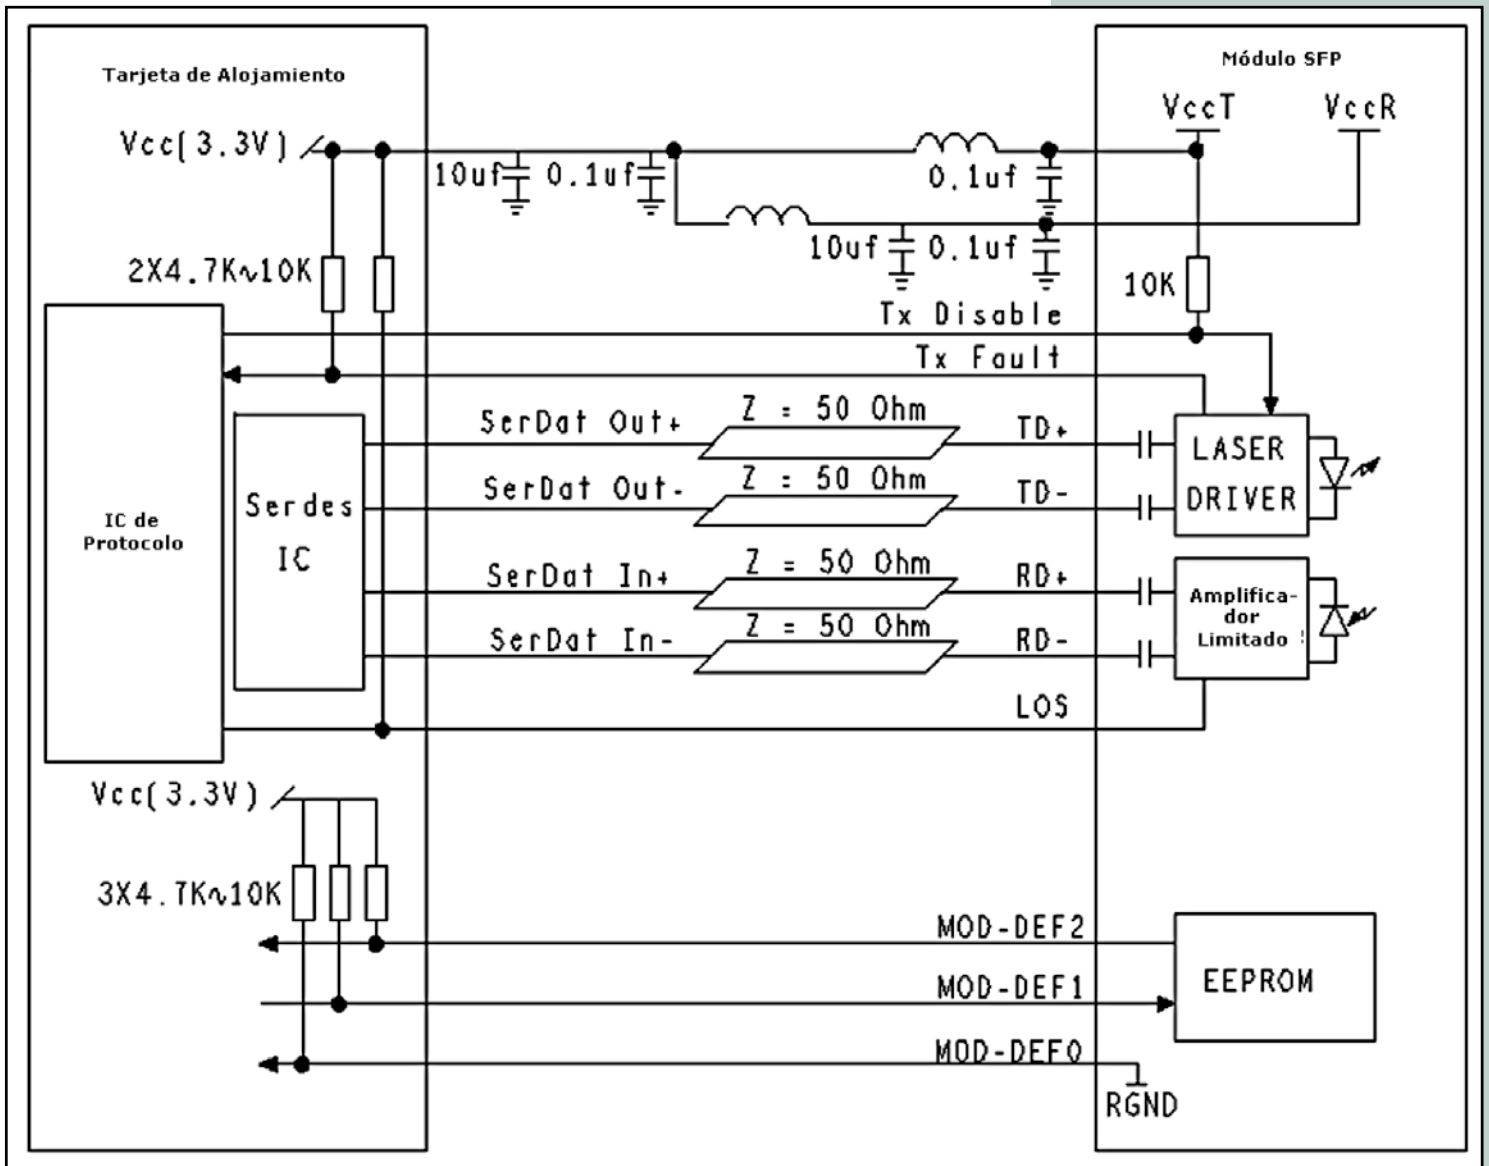 Tarjeta de Alojamiento
Módulo SFP
VccT
VccR
Vcc(3.3V)
10uf
0.1uf
0.1uf
10uf
0.1uf
2X4.7K~10K
10K
Tx Disable
Tx Fault
SerDat Out+
Z = 50 Ohm
TD+
SerDat Out-
Z = 50 Ohm
TD-
LASER
DRIVER
Serdes
IC
IC de
Protocolo
SerDat In+
Z = 50 Ohm
RD+
SerDat In-
Z = 50 Ohm
RD-
Amplifica-
dor
Limitado
LOS
Vcc(3.3V)
3X4.7K~10K
MOD-DEF2
MOD-DEF1
MOD-DEF0
EEPROM
RGND